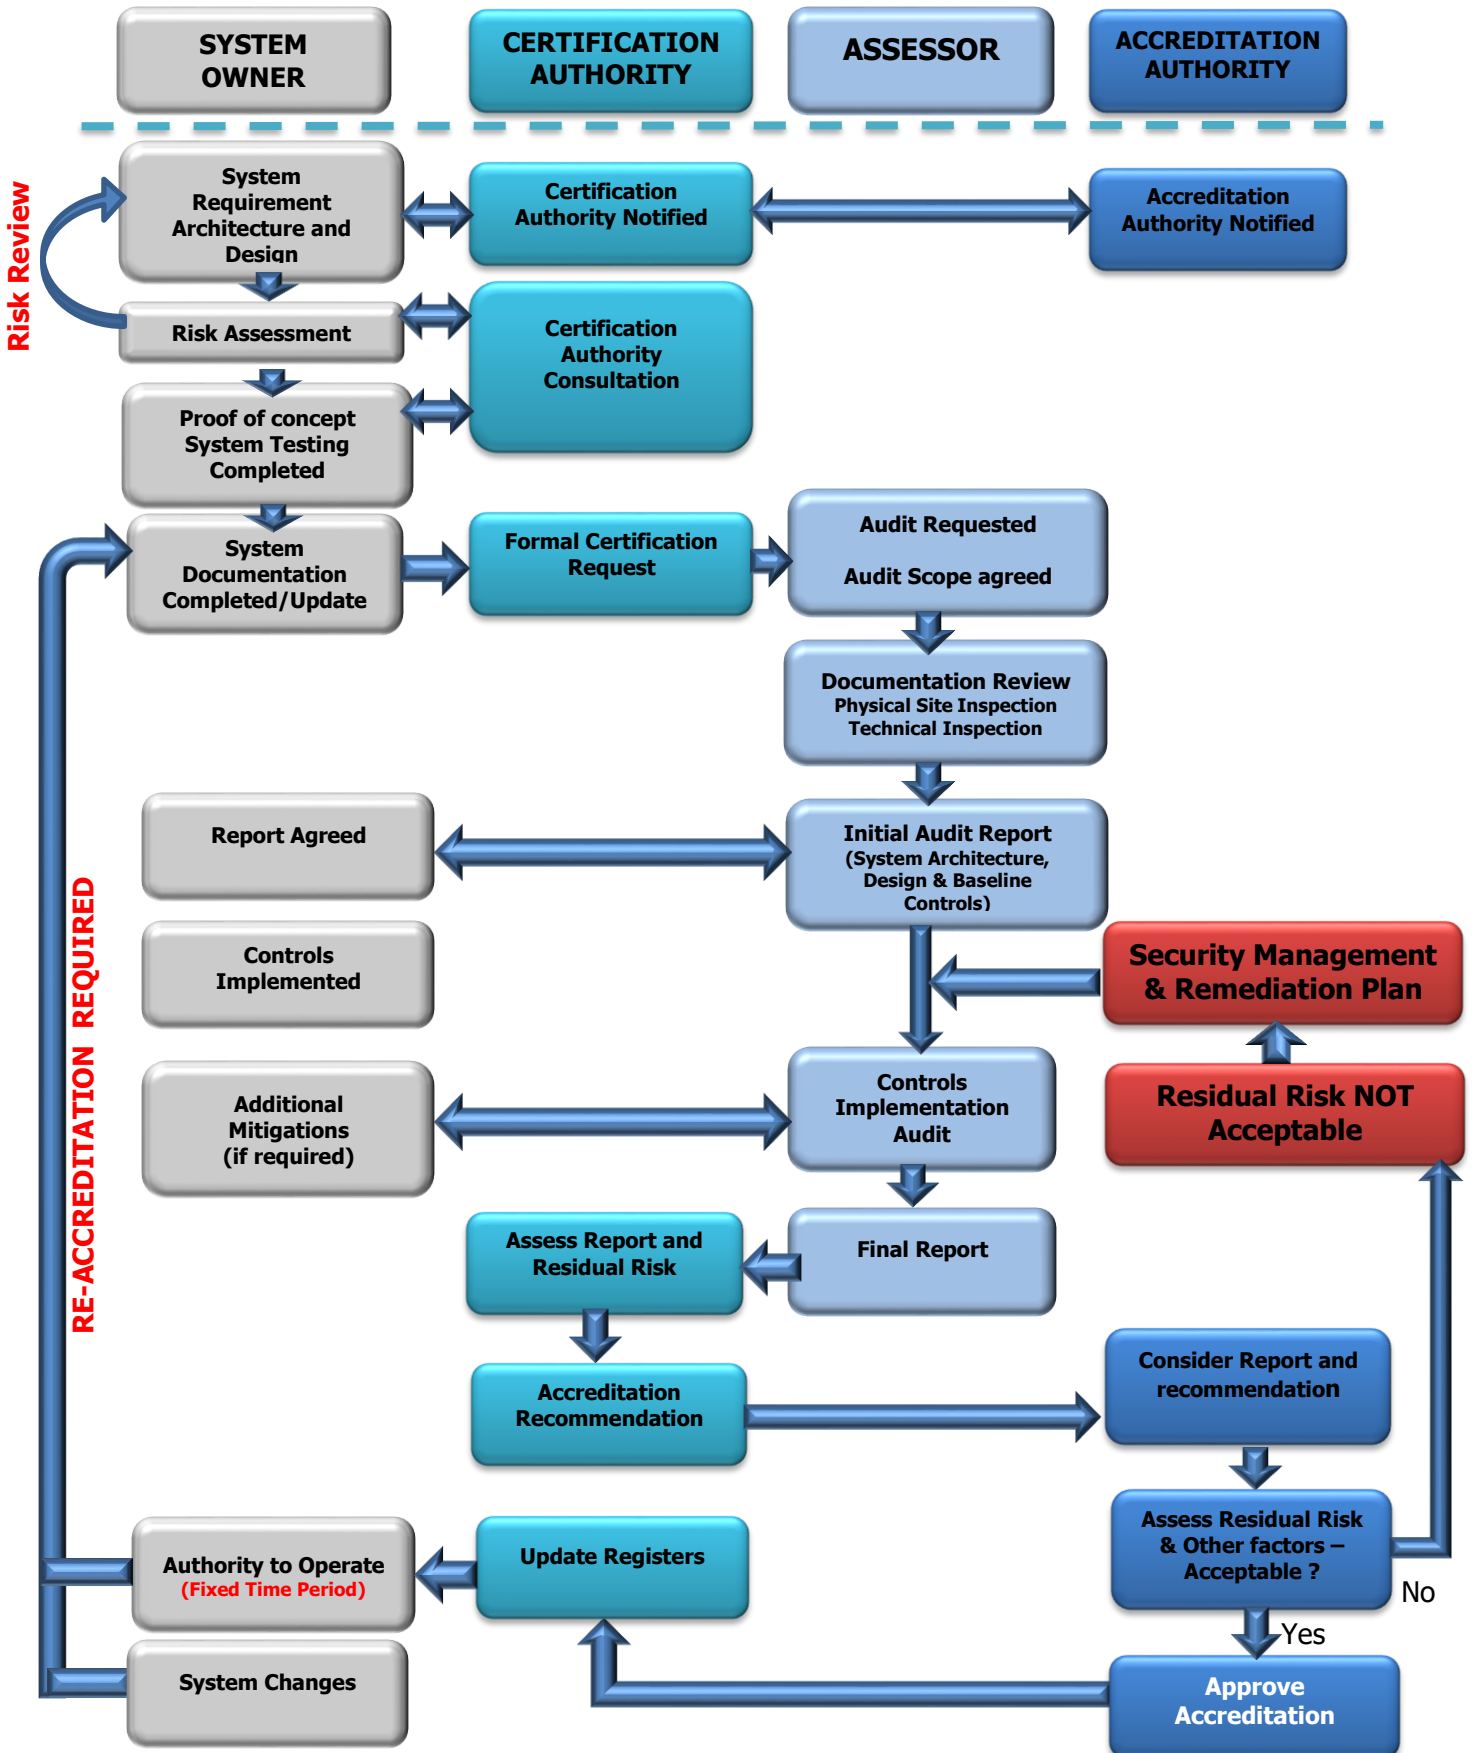 SYSTEM
OWNER
CERTIFICATION
AUTHORITY
ASSESSOR
ACCREDITATION
AUTHORITY
System
Requirement
Architecture and
Design
Certification
Authority Notified
Accreditation
Authority Notified
Risk Review
Risk Assessment
Certification
Authority
Consultation
Proof of concept
System Testing
Completed
System
Documentation
Completed/Update
Formal Certification
Request
Audit Requested
Audit Scope agreed
Documentation Review
Physical Site Inspection
Technical Inspection
Report Agreed
Initial Audit Report
(System Architecture,
Design & Baseline
Controls)
RE-ACCREDITATION REQUIRED
Controls
Implemented
Security Management
& Remediation Plan
Additional
Mitigations
(if required)
Controls
Implementation
Audit
Residual Risk NOT
Acceptable
Assess Report and
Residual Risk
Final Report
Accreditation
Recommendation
Consider Report and
recommendation
Assess Residual Risk
& Other factors –
Acceptable ?
No
Yes
Authority to Operate
(Fixed Time Period)
Update Registers
System Changes
Approve
Accreditation